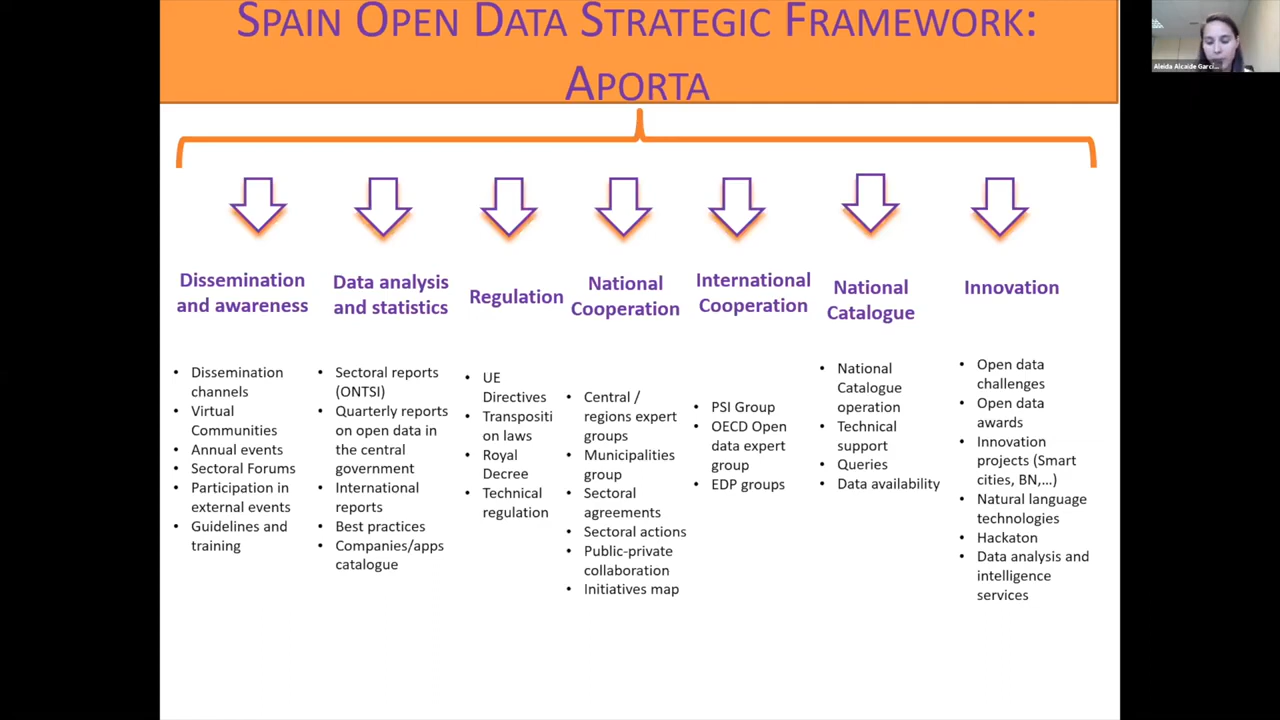 SPAIN OPEN DATA STRATEGIC FRAMEWORK:
APORTA
Aleida Alcaide Garcí...
Dissemination
and awareness
• Dissemination
channels
• Virtual
Communities
• Annual events
• Sectoral Forums
• Participation in
external events
• Guidelines and
training
Data analysis
and statistics
• Sectoral reports
(ONTSI)
• Quarterly reports
on open data in
the central
government
• International
reports
• Best practices
• Companies/apps
catalogue
Regulation
• UE
Directives
• Transpositi
on laws
• Royal
Decree
• Technical
regulation
National
Cooperation
• Central /
regions expert
groups
• Municipalities
group
• Sectoral
agreements
• Sectoral actions
• Public-private
collaboration
• Initiatives map
International
Cooperation
• PSI Group
• OECD Open
data expert
group
• EDP groups
National
Catalogue
• National
Catalogue
operation
• Technical
support
• Queries
• Data availability
Innovation
• Open data
challenges
• Open data
awards
• Innovation
projects (Smart
cities, BN,...)
• Natural language
technologies
• Hackaton
• Data analysis and
intelligence
services